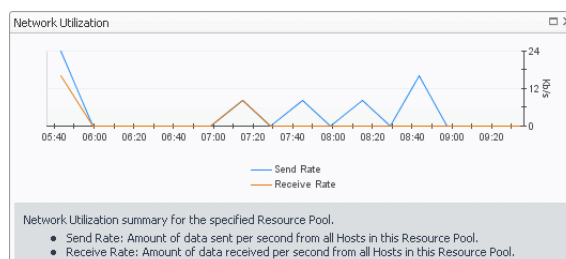 Network Utilization
24
12
0
Kb/s
05:40 06:00 06:20 06:40 07:00 07:20 07:40 08:00 08:20 08:40 09:00 09:20
Send Rate
Receive Rate
Network Utilization summary for the specified Resource Pool.
• Send Rate: Amount of data sent per second from all Hosts in this Resource Pool.
• Receive Rate: Amount of data received per second from all Hosts in this Resource Pool.